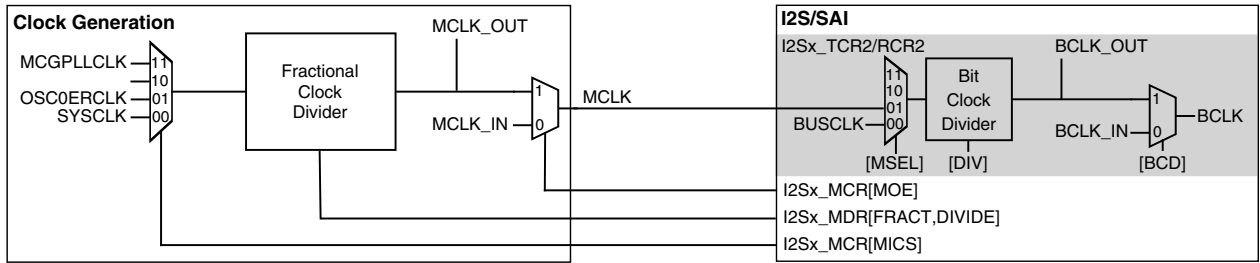 Clock Generation
MCGPLLCLK
OSC0ERCLK
SYSCLK
11
10
01
00
Fractional
Clock
Divider
MCLK_OUT
MCLK_IN
1
0
MCLK
I2S/SAI
I2Sx_TCR2/RCR2
BUSCLK
11
10
01
00
[MSEL]
Bit
Clock
Divider
[DIV]
BCLK_OUT
BCLK_IN
1
0
[BCD]
BCLK
I2Sx_MCR[MOE]
I2Sx_MDR[FRACT,DIVIDE]
I2Sx_MCR[MICS]